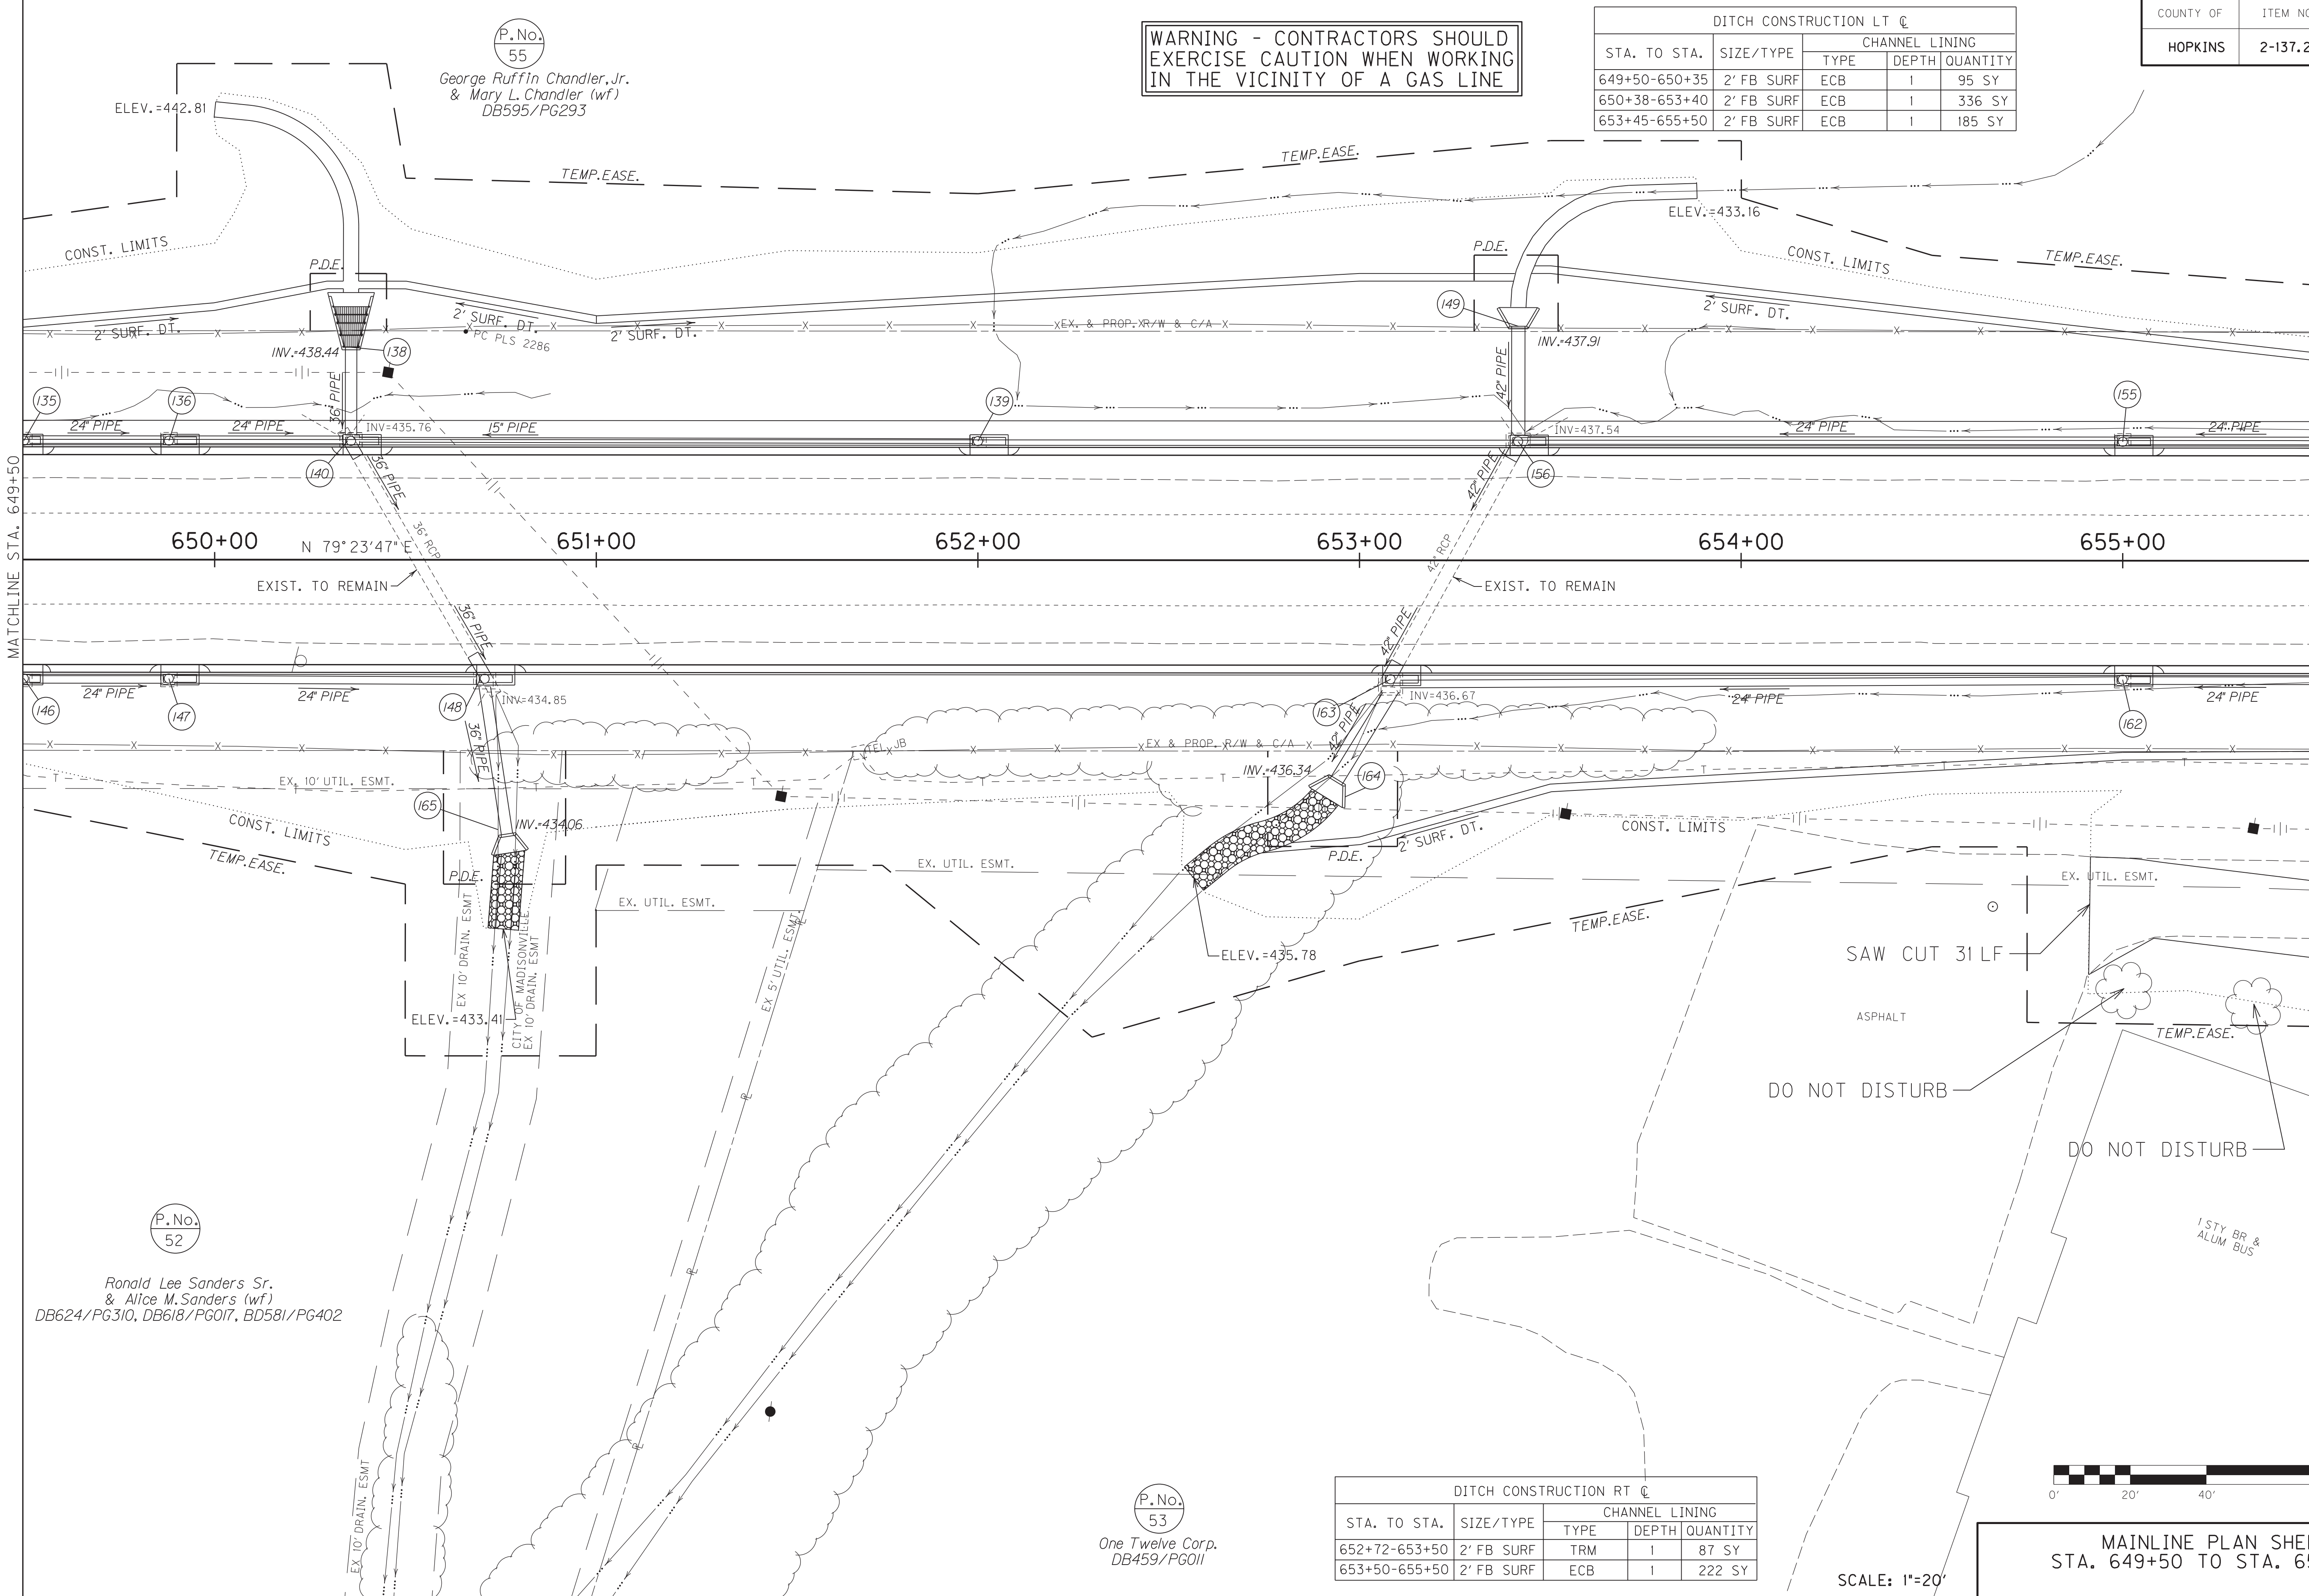 P.No.
55
George Ruffin Chandler, Jr.
& Mary L. Chandler (wf)
DB595/PG293
WARNING - CONTRACTORS SHOULD
EXERCISE CAUTION WHEN WORKING
IN THE VICINITY OF A GAS LINE
DITCH CONSTRUCTION LT ℄
STA. TO STA. SIZE/TYPE CHANNEL LINING
TYPE DEPTH QUANTITY
649+50-650+35 2' FB SURF ECB 1 95 SY
650+38-653+40 2' FB SURF ECB 1 336 SY
653+45-655+50 2' FB SURF ECB 1 185 SY
COUNTY OF ITEM NO
HOPKINS 2-137.2
ELEV.=442.81
TEMP. EASE.
TEMP. EASE.
ELEV.=433.16
CONST. LIMITS
P.D.E.
P.D.E.
CONST. LIMITS
TEMP. EASE.
2' SURF. DT.
2' SURF. DT.
PC PLS 2286
2' SURF. DT.
EX. & PROP. R/W & C/A
149
2' SURF. DT.
INV.=438.44
138
INV.=437.91
36" PIPE
42" PIPE
135
136
139
155
24" PIPE
24" PIPE
INV=435.76
15" PIPE
INV=437.54
24" PIPE
24" PIPE
140
36" PIPE
42" PIPE
156
MATCHLINE STA. 649+50
650+00
N 79°23'47" E
36" RCP
651+00
652+00
653+00
42" RCP
654+00
655+00
EXIST. TO REMAIN
EXIST. TO REMAIN
36" PIPE
42" PIPE
24" PIPE
24" PIPE
146
147
148
INV=434.85
163
INV=436.67
24" PIPE
24" PIPE
162
36" PIPE
42" PIPE
TEL JB
EX & PROP. R/W & C/A
EX. 10' UTIL. ESMT.
INV.=436.34
164
165
INV.=434.06
CONST. LIMITS
TEMP. EASE.
P.D.E.
P.D.E.
2' SURF. DT.
CONST. LIMITS
EX. UTIL. ESMT.
EX. UTIL. ESMT.
EX. UTIL. ESMT.
EX 10' DRAIN. ESMT
CITY OF MADISONVILLE
EX 10' DRAIN. ESMT
EX 5' UTIL. ESMT.
ELEV.=435.78
TEMP. EASE.
SAW CUT 31 LF
ELEV.=433.41
ASPHALT
TEMP. EASE.
DO NOT DISTURB
DO NOT DISTURB
P.No.
52
Ronald Lee Sanders Sr.
& Alice M. Sanders (wf)
DB624/PG310, DB618/PG017, BD581/PG402
1 STY BR &
ALUM BUS
EX 10' DRAIN. ESMT
P.No.
53
One Twelve Corp.
DB459/PG011
DITCH CONSTRUCTION RT ℄
STA. TO STA. SIZE/TYPE CHANNEL LINING
TYPE DEPTH QUANTITY
652+72-653+50 2' FB SURF TRM 1 87 SY
653+50-655+50 2' FB SURF ECB 1 222 SY
0' 20' 40'
SCALE: 1"=20'
MAINLINE PLAN SHE
STA. 649+50 TO STA. 6